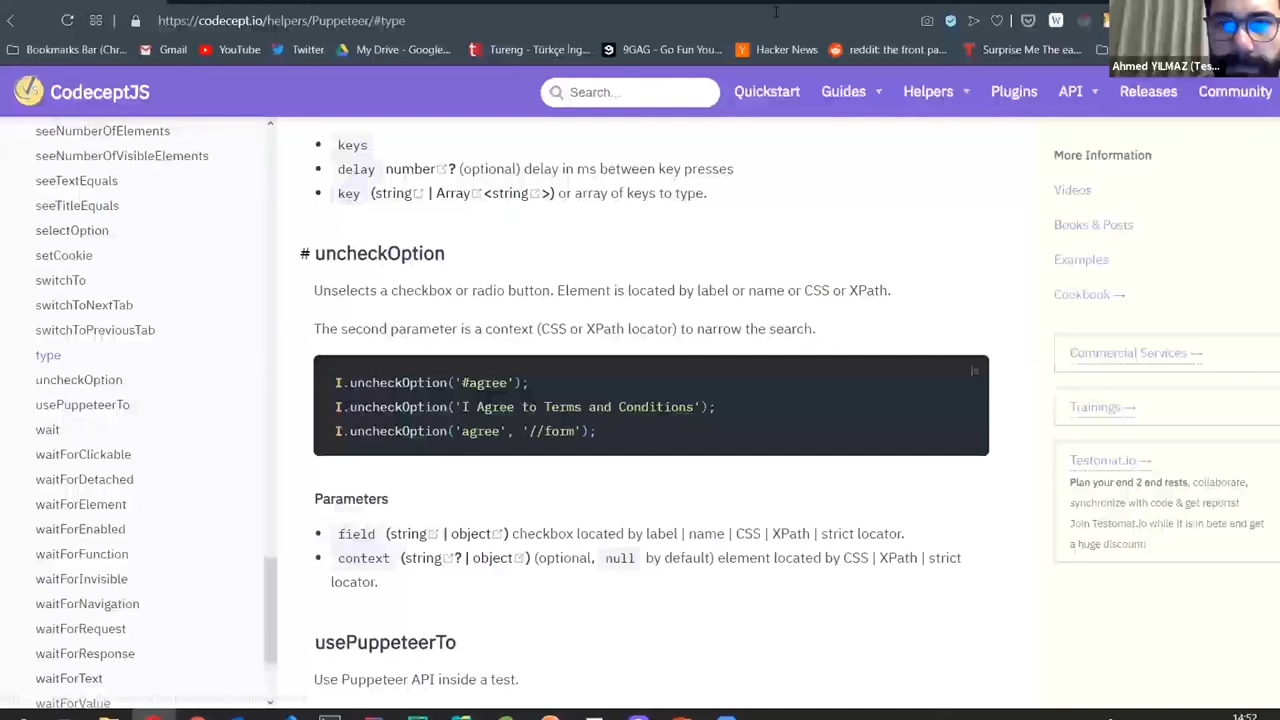 https://codecept.io/helpers/Puppeteer/#type
Bookmarks Bar (Chr...
Gmail
YouTube
Twitter
My Drive - Google...
Tureng - Türkçe İng...
9GAG - Go Fun You...
Hacker News
reddit: the front pa...
Surprise Me The ea...
Ahmed YILMAZ (Tes...
CodeceptJS
Search...
Quickstart
Guides
Helpers
Plugins
API
Releases
Community
seeNumberOfElements
seeNumberOfVisibleElements
seeTextEquals
seeTitleEquals
selectOption
setCookie
switchTo
switchToNextTab
switchToPreviousTab
type
uncheckOption
usePuppeteerTo
wait
waitForClickable
waitForDetached
waitForElement
waitForEnabled
waitForFunction
waitForInvisible
waitForNavigation
waitForRequest
waitForResponse
waitForText
waitForValue
keys
delay number? (optional) delay in ms between key presses
key (string | Array<string>) or array of keys to type.
# uncheckOption
Unselects a checkbox or radio button. Element is located by label or name or CSS or XPath.
The second parameter is a context (CSS or XPath locator) to narrow the search.
js
I.uncheckOption('#agree');
I.uncheckOption('I Agree to Terms and Conditions');
I.uncheckOption('agree', '//form');
Parameters
field (string | object) checkbox located by label | name | CSS | XPath | strict locator.
context (string? | object) (optional, null by default) element located by CSS | XPath | strict
locator.
usePuppeteerTo
Use Puppeteer API inside a test.
More Information
Videos
Books & Posts
Examples
Cookbook →
Commercial Services →
Trainings →
Testomat.io →
Plan your end 2 end tests, collaborate,
synchronize with code & get reports!
Join Testomat.io while it is in beta and get
a huge discount!
14:52